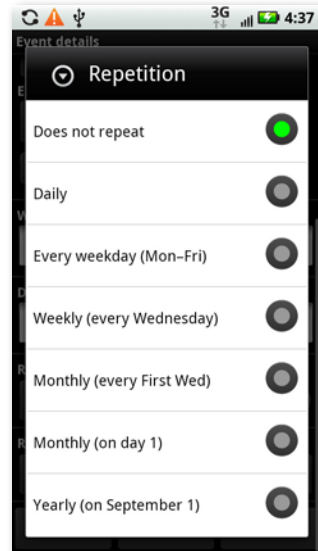 3G 4:37
Event details
Repetition
Does not repeat
Daily
Every weekday (Mon–Fri)
Weekly (every Wednesday)
Monthly (every First Wed)
Monthly (on day 1)
Yearly (on September 1)